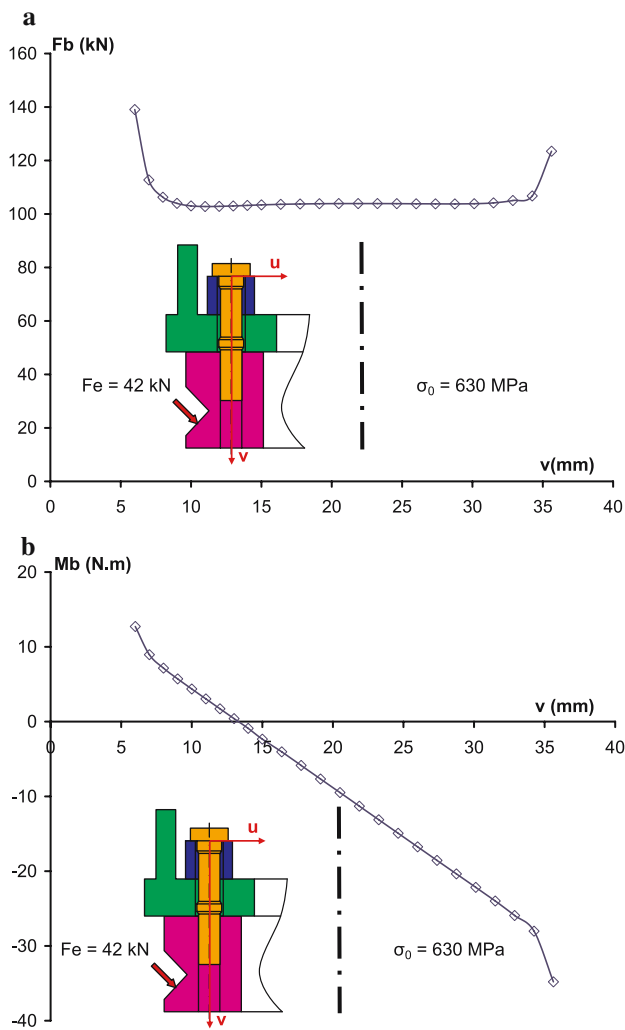 a
Fb (kN)
160
140
120
100
80
60
40
20
0
u
Fe = 42 kN
σ₀ = 630 MPa
v
v(mm)
0 5 10 15 20 25 30 35 40
b
Mb (N.m)
20
10
0
-10
-20
-30
-40
v (mm)
0 5 10 15 20 25 30 35 40
u
Fe = 42 kN
σ₀ = 630 MPa
v